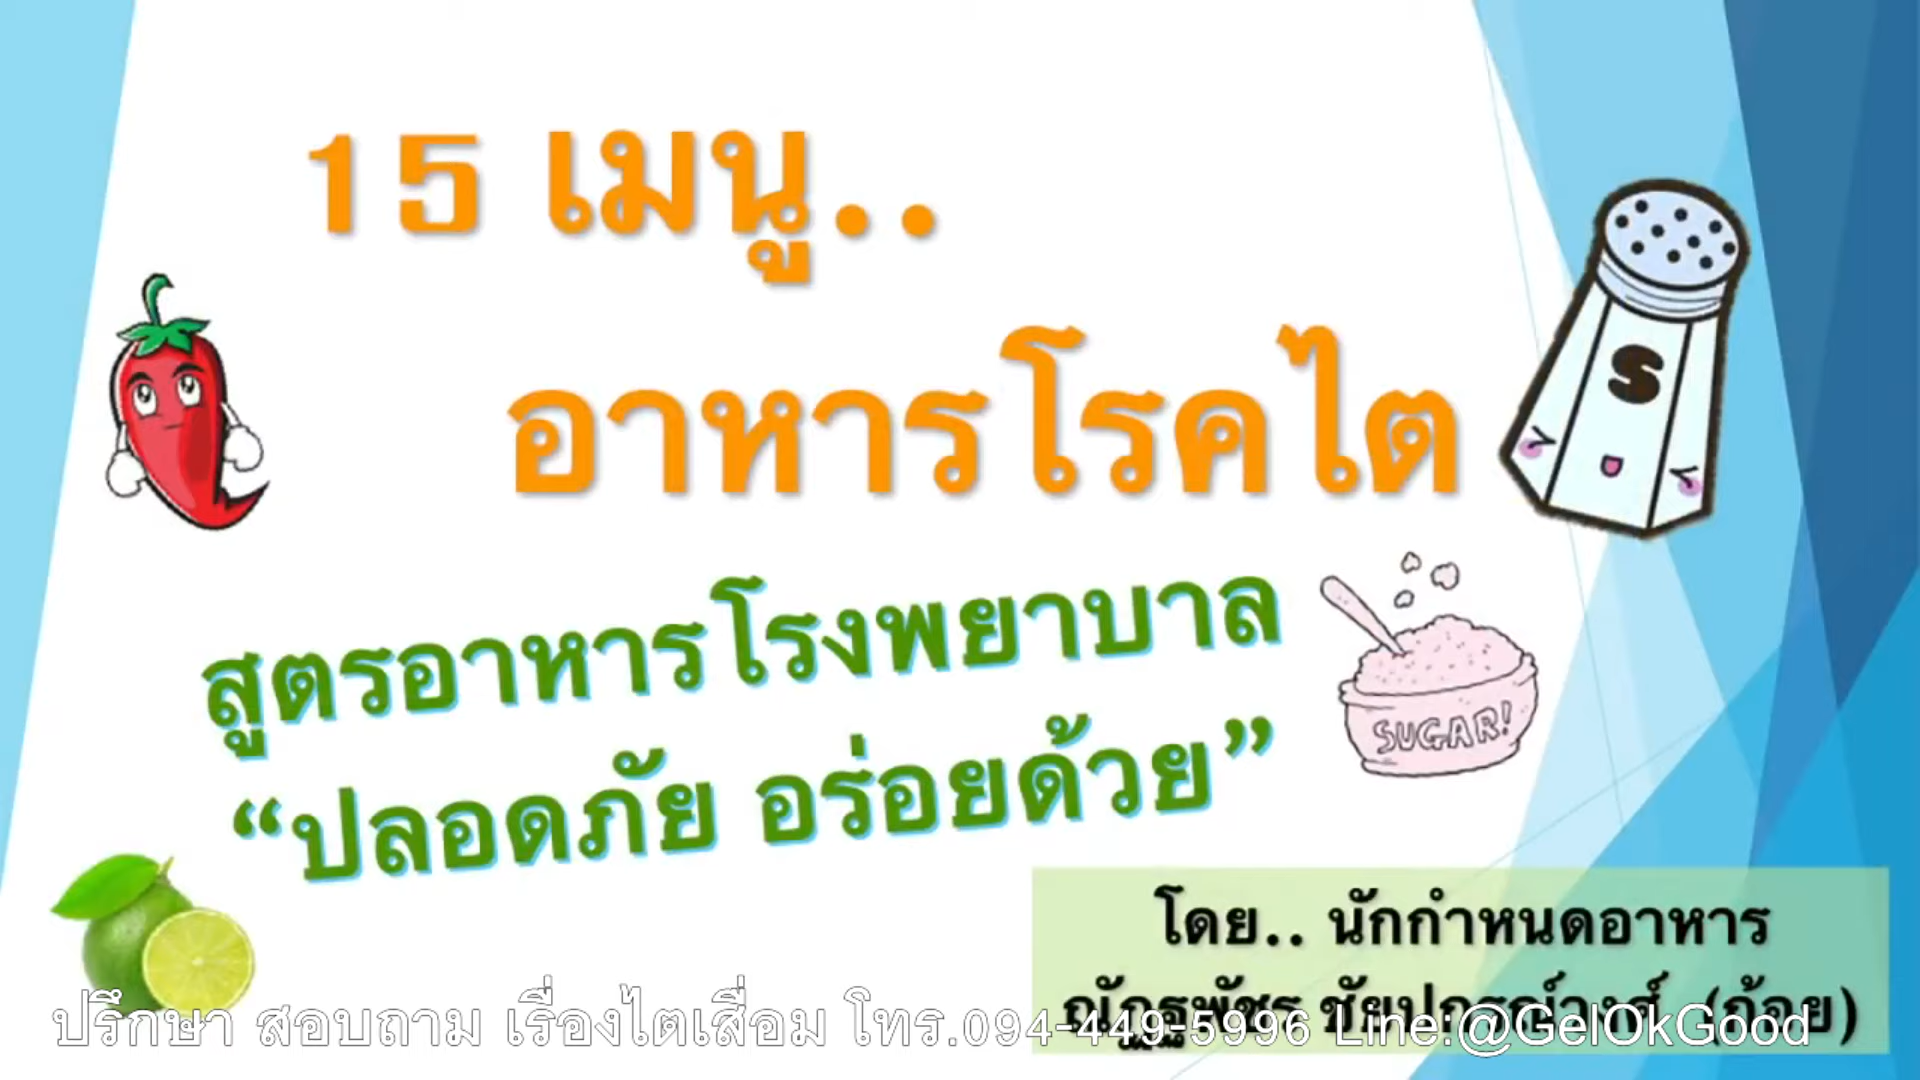 15 เมนู..
อาหารโรคไต
S
สูตรอาหารโรงพยาบาล
SUGAR!
“ปลอดภัย อร่อยด้วย”
โดย.. นักกำหนดอาหาร
(ก้อย)
ปรึกษา สอบถาม เรื่องไตเสื่อม โทร.094-449-5996 Line:@GelOkGood